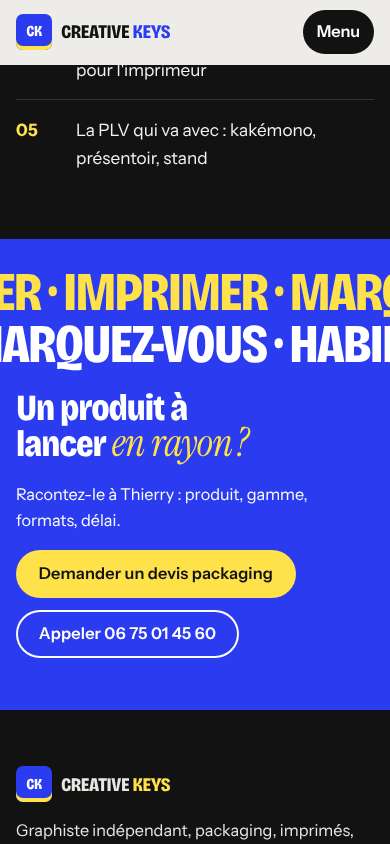 CK CREATIVE KEYS
Menu
pour l'imprimeur
05 La PLV qui va avec : kakémono,
présentoir, stand
ER · IMPRIMER · MARQ
MARQUEZ-VOUS · HABI
Un produit à
lancer en rayon ?
Racontez-le à Thierry : produit, gamme,
formats, délai.
Demander un devis packaging
Appeler 06 75 01 45 60
CK CREATIVE KEYS
Graphiste indépendant, packaging, imprimés,